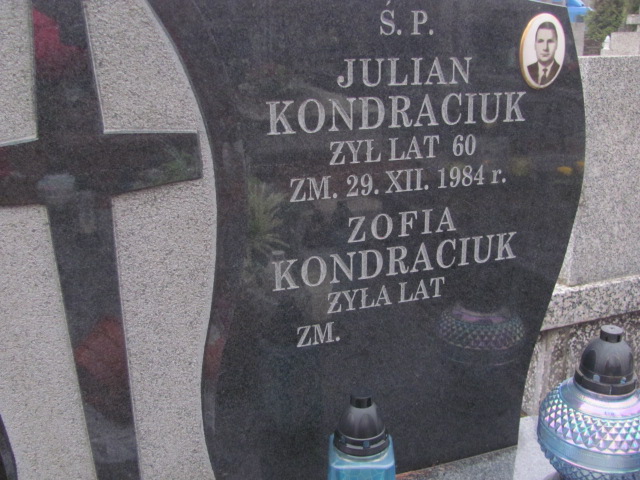 Ś. P.
JULIAN
KONDRACIUK
ŻYŁ LAT 60
ZM. 29. XII. 1984 r.
ZOFIA
KONDRACIUK
ŻYŁA LAT
ZM.